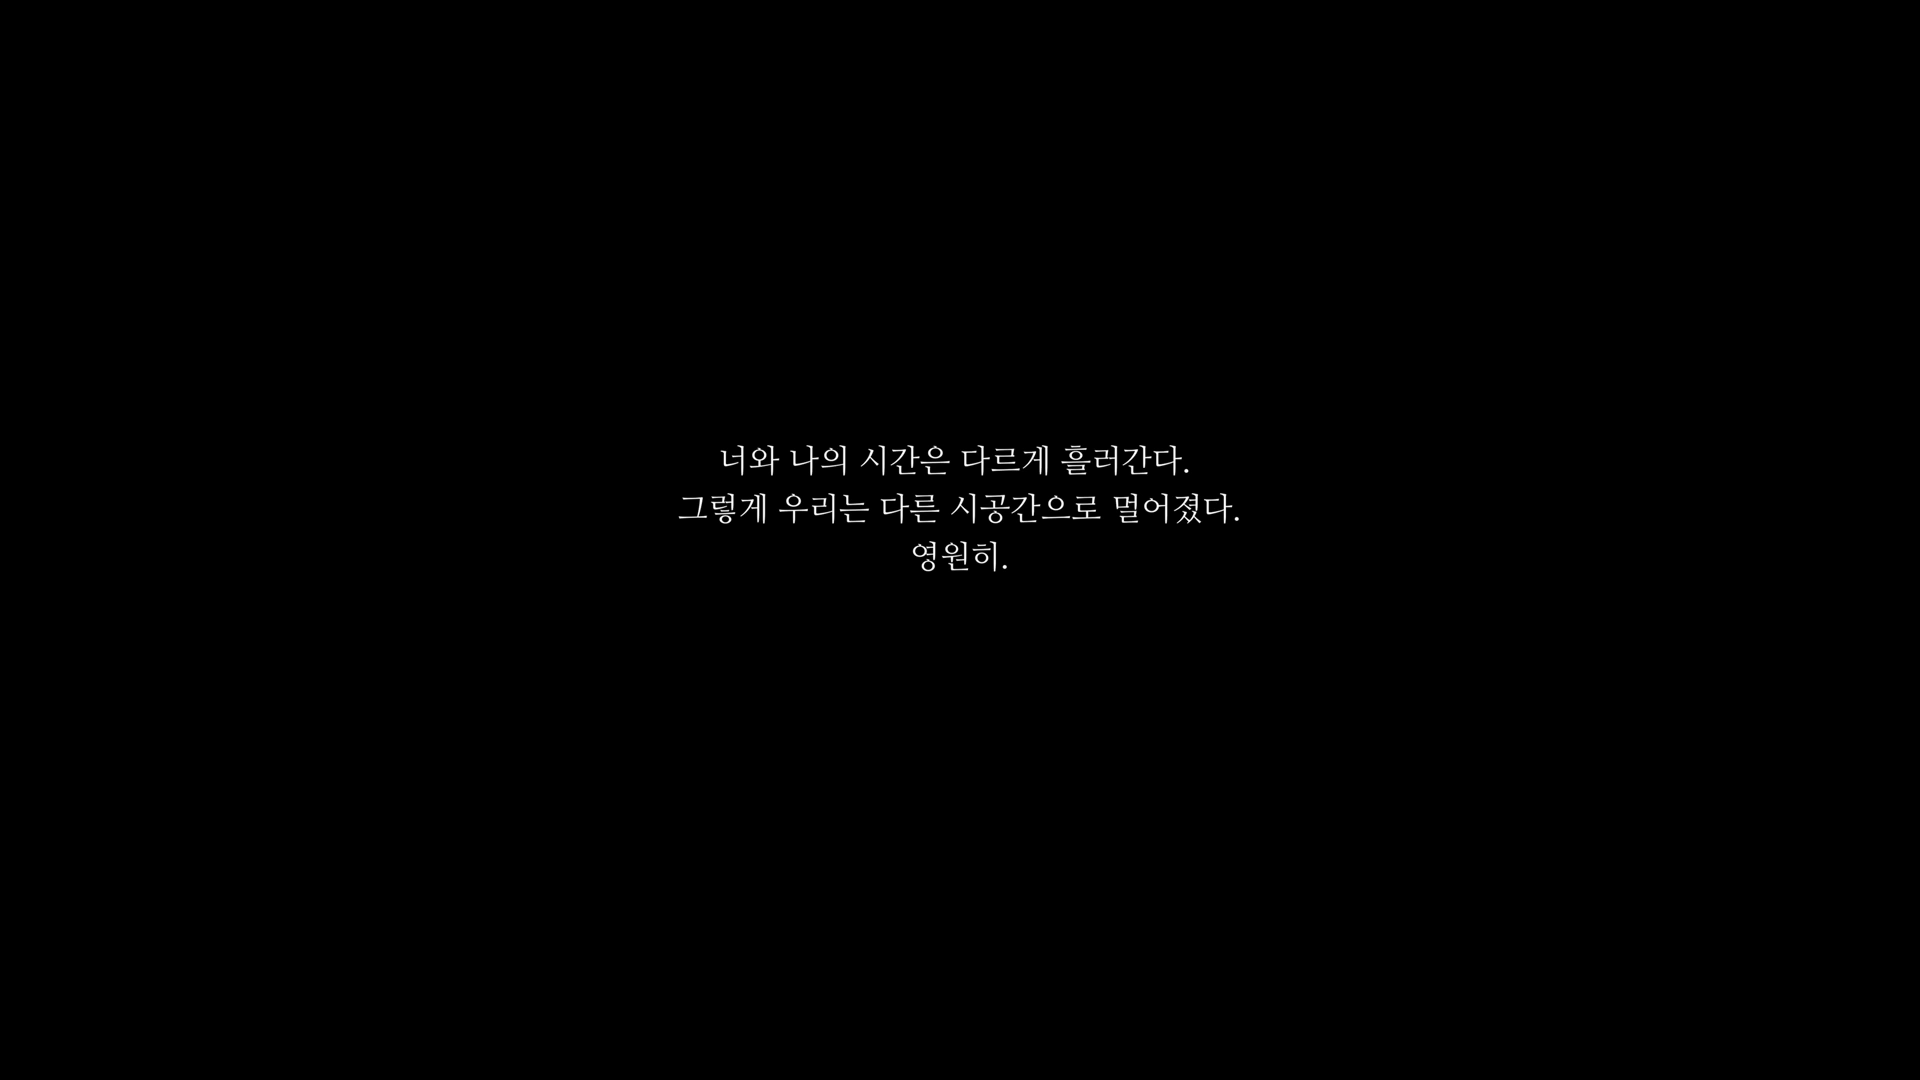 너와 나의 시간은 다르게 흘러간다.
그렇게 우리는 다른 시공간으로 멀어졌다.
영원히.